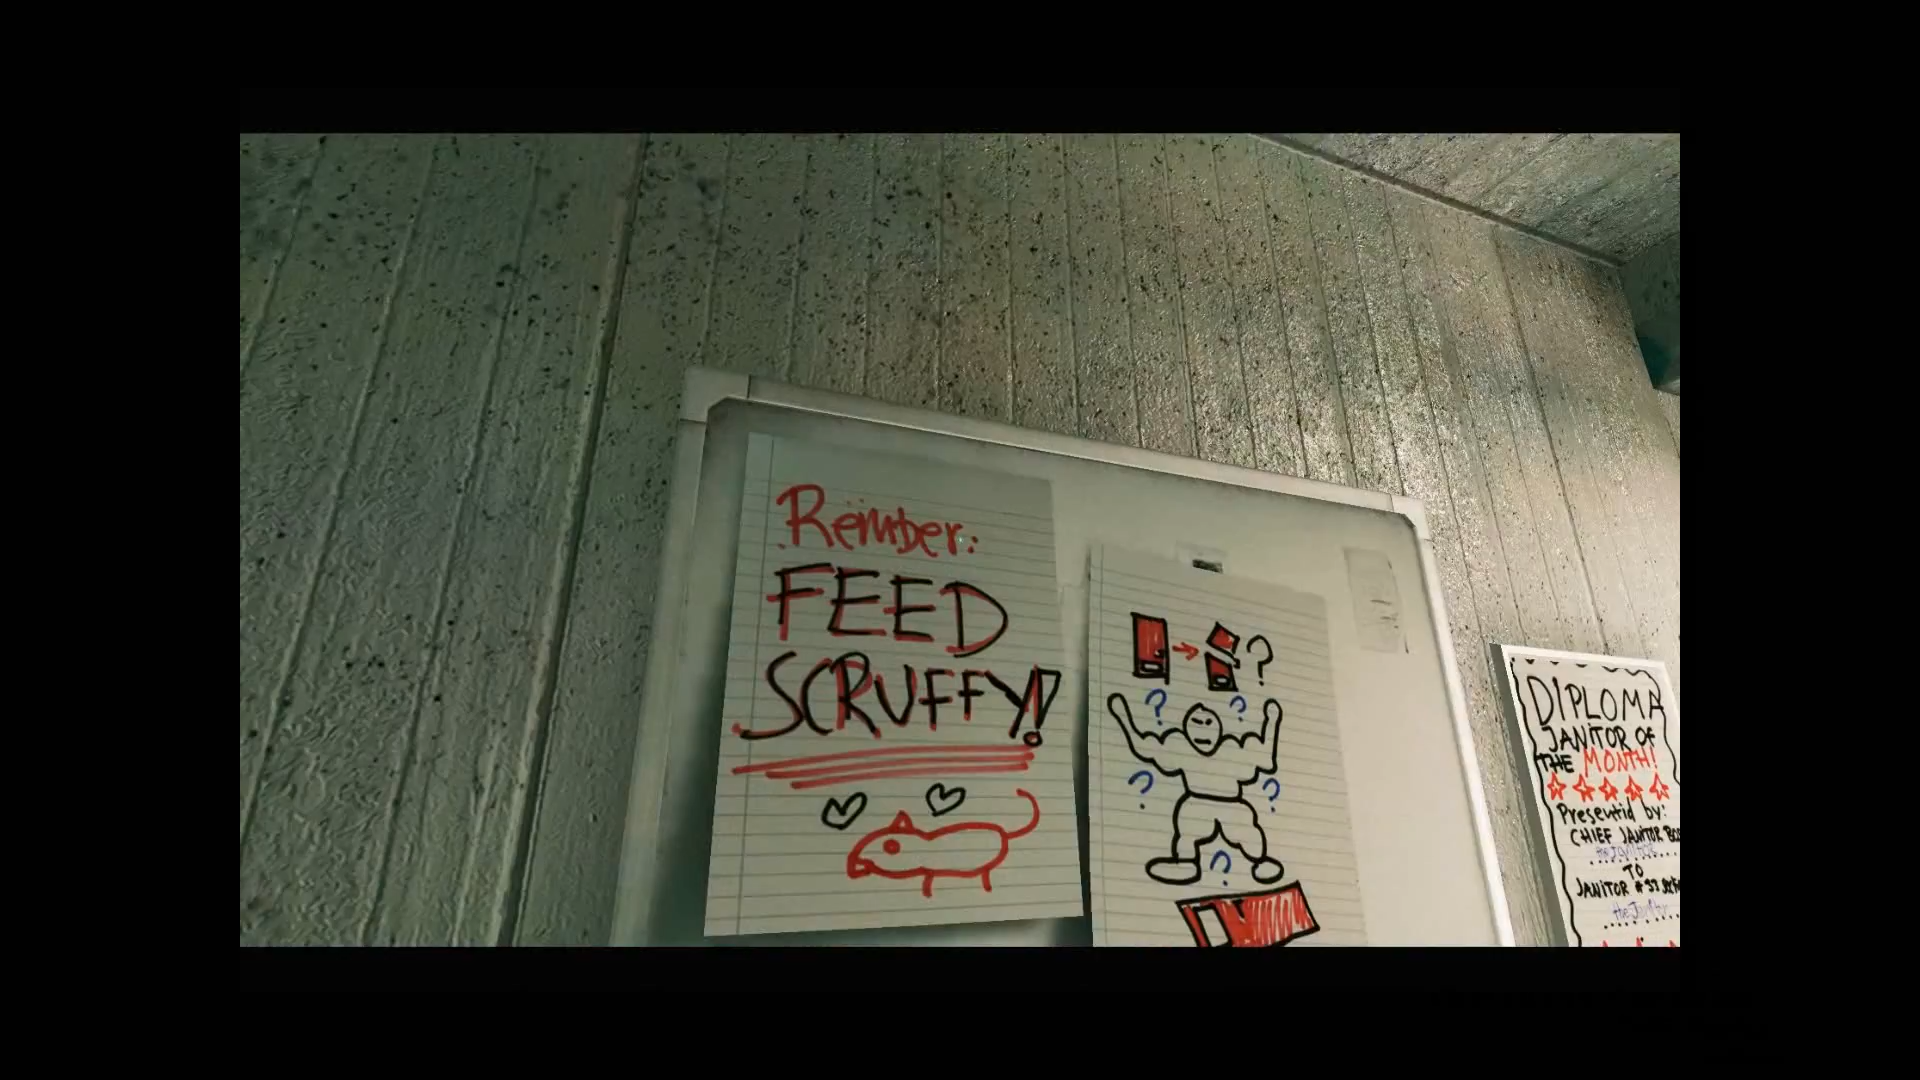 Rember:
FEED
SCRUFFY!
?
? ?
? ?
?
DIPLOMA
JANITOR OF
THE MONTH!
Presentid by:
CHIEF JANITOR
TO
JANITOR